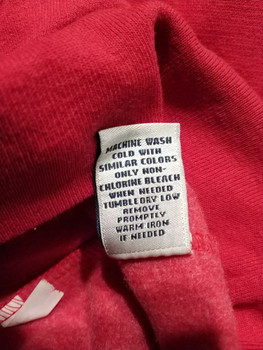 MACHINE WASH
COLD WITH
SIMILAR COLORS
ONLY NON-
CHLORINE BLEACH
WHEN NEEDED
TUMBLE DRY LOW
REMOVE
PROMPTLY
WARM IRON
IF NEEDED